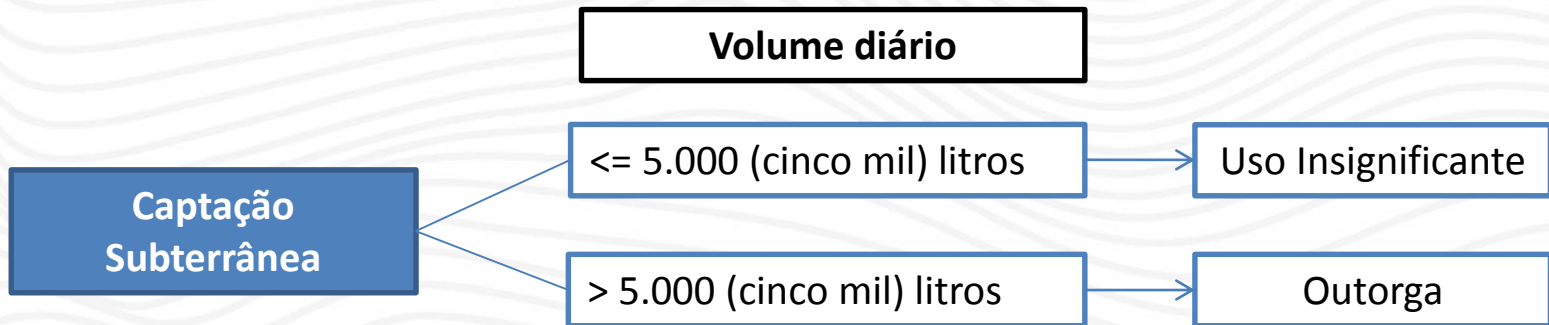 Volume diário
<= 5.000 (cinco mil) litros
Uso Insignificante
Captação
Subterrânea
> 5.000 (cinco mil) litros
Outorga